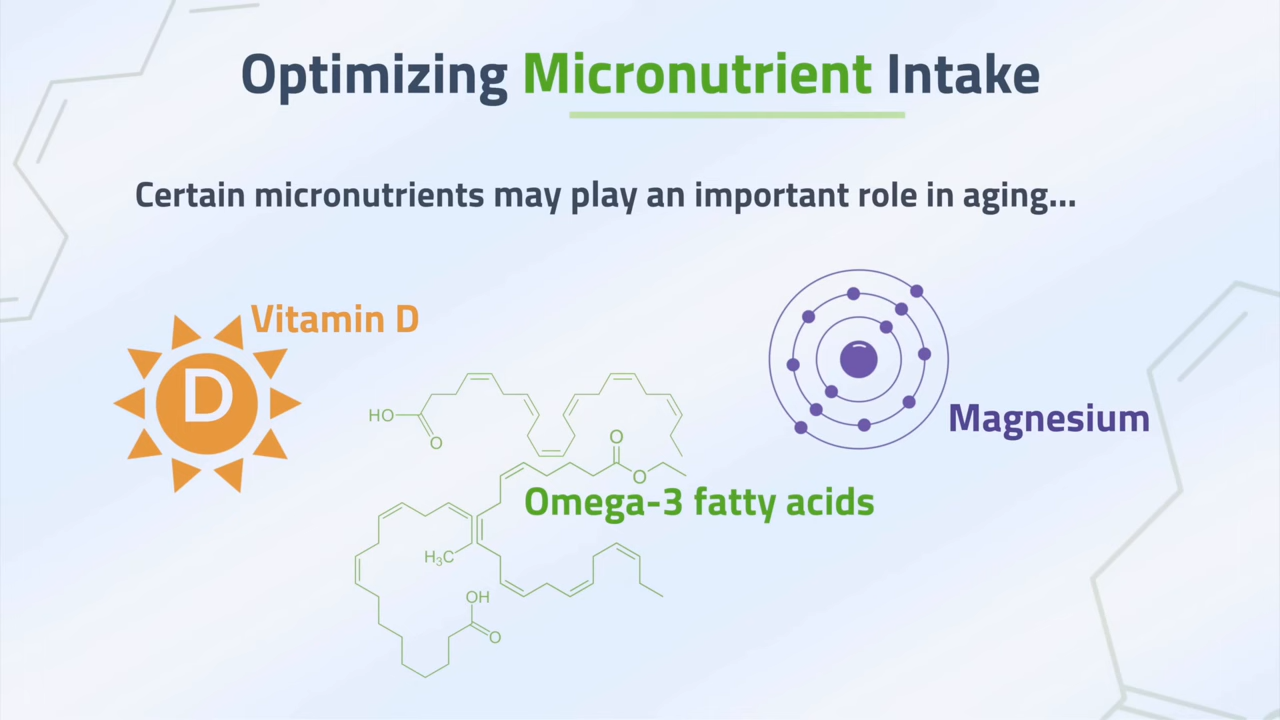 Optimizing Micronutrient Intake
Certain micronutrients may play an important role in aging...
Vitamin D
D
HO
O
O
O
Magnesium
Omega-3 fatty acids
H₃C
OH
O